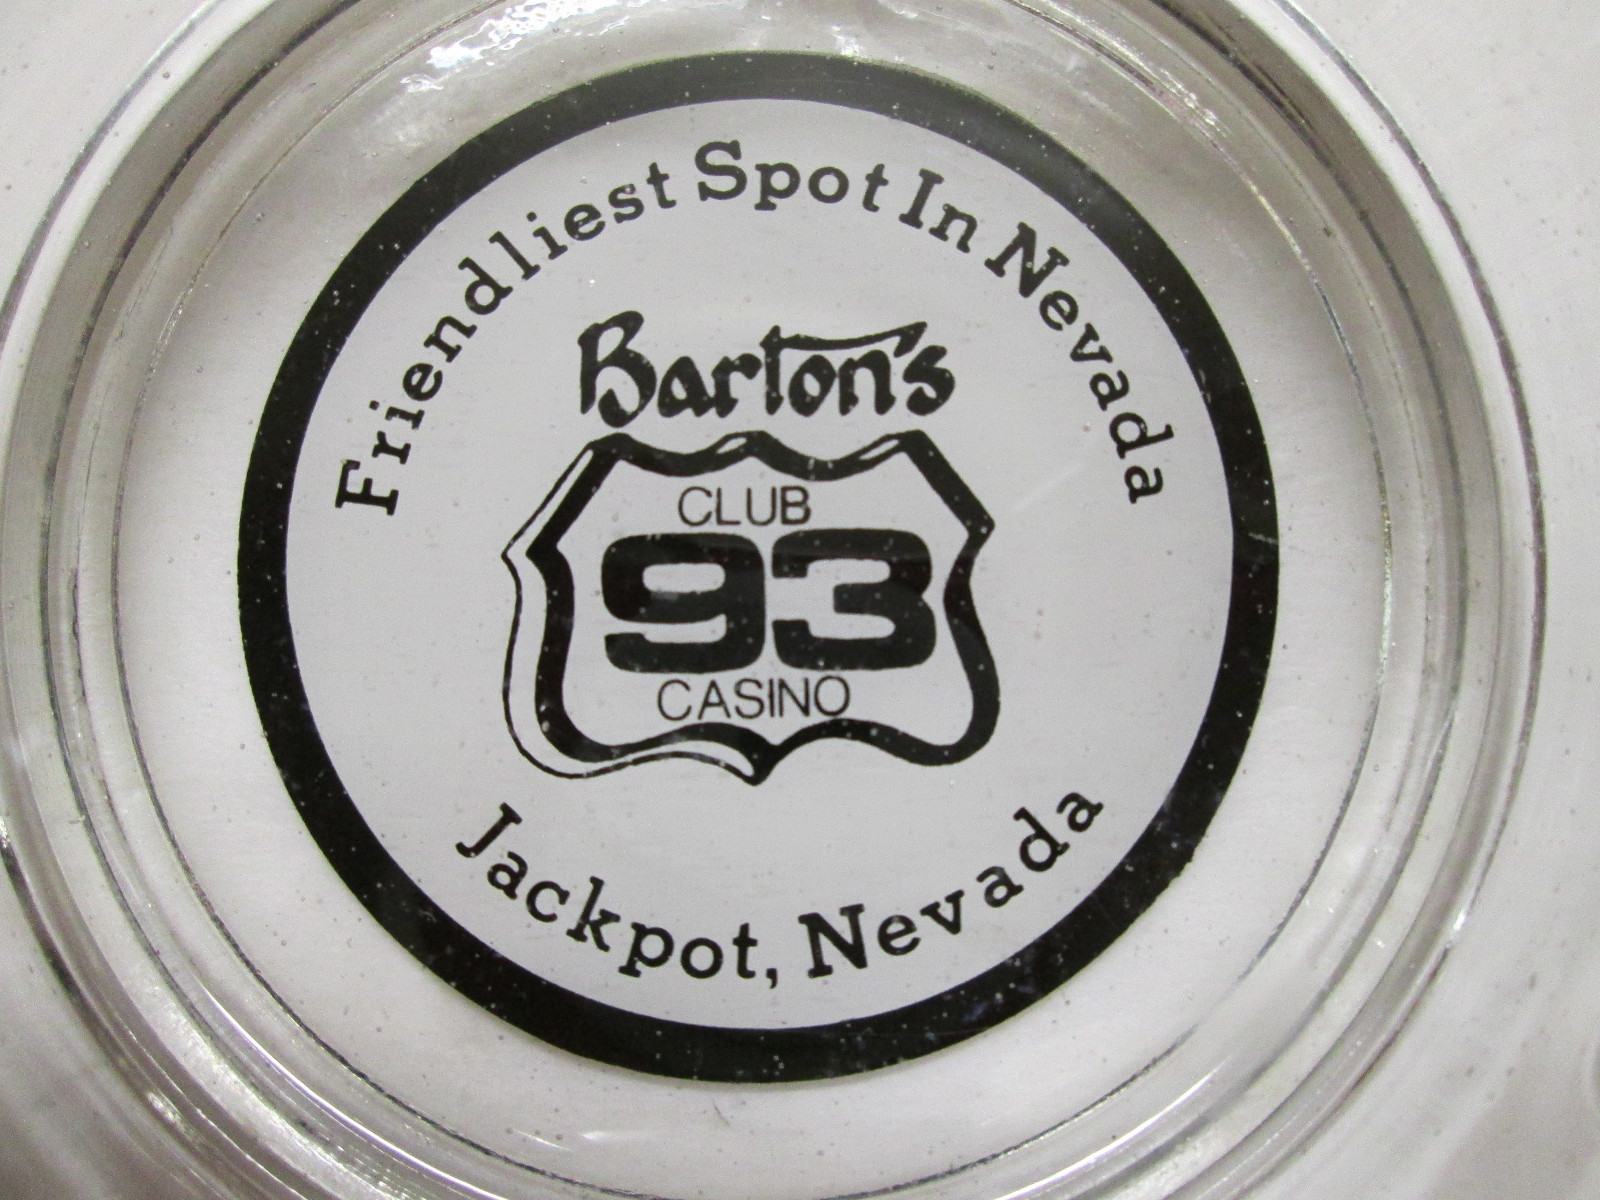 Friendliest Spot In Nevada
Barton's
CLUB
93
CASINO
Jackpot, Nevada